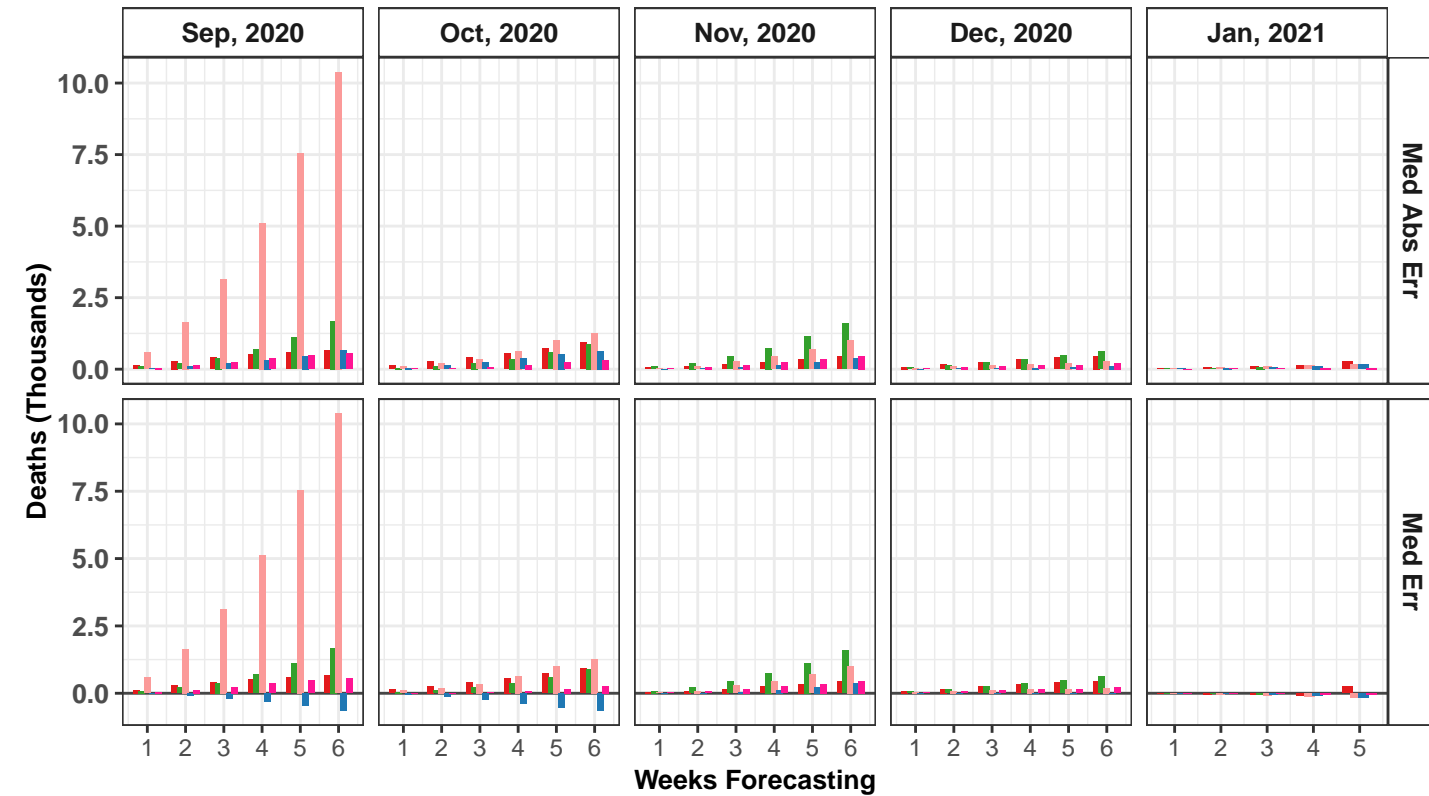 Sep, 2020 Oct, 2020 Nov, 2020 Dec, 2020 Jan, 2021
10.0
7.5
5.0
2.5
0.0
Med Abs Err
10.0
7.5
5.0
2.5
0.0
Med Err
Deaths (Thousands)
1 2 3 4 5 6 1 2 3 4 5 6 1 2 3 4 5 6 1 2 3 4 5 6 1 2 3 4 5
Weeks Forecasting